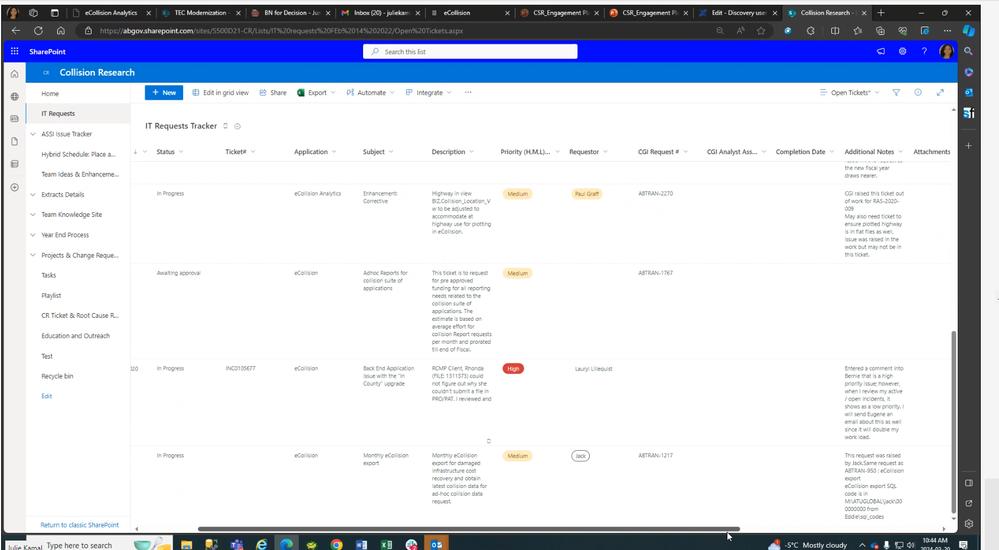 eCollision Analytics
TEC Modernization -
BN for Decision - Jun
Inbox (20) - juliekama
eCollision
CSR_Engagement Pla
CSR_Engagement Pla
Edit - Discovery user
Collision Research -
https://abgov.sharepoint.com/sites/S500D21-CR/Lists/IT%20requests%20FEb%2014%202022/Open%20Tickets.aspx
SharePoint
Search this list
CR Collision Research
Home
IT Requests
ASSI Issue Tracker
Hybrid Schedule: Place a...
Team Ideas & Enhanceme...
Extracts Details
Team Knowledge Site
Year End Process
Projects & Change Reque...
Tasks
Playlist
CR Ticket & Root Cause R...
Education and Outreach
Test
Recycle bin
Edit
Return to classic SharePoint
New
Edit in grid view
Share
Export
Automate
Integrate
Open Tickets*
IT Requests Tracker
Status
Ticket#
Application
Subject
Description
Priority (H,M,L)...
Requestor
CGI Request #
CGI Analyst Ass...
Completion Date
Additional Notes
Attachments
the new fiscal year
draws nearer.
In Progress
eCollision Analytics
Enhancement:
Corrective
Highway in view
BIZ.Collision_Location_V
w to be adjusted to
accommodate at
highway use for plotting
in eCollision.
Medium
Paul Graff
ABTRAN-2270
CGI raised this ticket out
of work for RAS-2020-
009
May also need ticket to
ensure plotted highway
is in flat files as well,
issue was raised in the
work but may not be in
this ticket.
Awaiting approval
eCollision
Adhoc Reports for
collision suite of
applications
This ticket is to request
for pre approved
funding for all reporting
needs related to the
collision suite of
applications. The
estimate is based on
average effort for
collision Report requests
per month and prorated
till end of Fiscal.
Medium
ABTRAN-1767
020
In Progress
INC0105677
eCollision
Back End Application
issue with the "In
County" upgrade
RCMP Client, Rhonda
(FILE: 1311373) could
not figure out why she
couldn't submit a file in
PRO/PAT. I reviewed and
High
Lauryl Lillequist
Entered a comment into
Bernie that is a high
priority issue; however,
when I review my active
/ open incidents, it
shows as a low priority. I
will send Eugene an
email about this as well
since it will double my
work load.
In Progress
eCollision
Monthly eCollision
export
Monthly eCollision
export for damaged
infrastructure cost
recovery and obtain
latest collision data for
ad-hoc collision data
request.
Medium
Jack
ABTRAN-1217
This request was raised
by Jack.Same request as
ABTRAN-950 : eCollision
export
eCollision export SQL
code is in
M:\ATUGLOBAL\jack\00
0000000 from
Eddie\sql_codes
Julie Kamal
Type here to search
-5°C Mostly cloudy
10:44 AM
2024-03-20